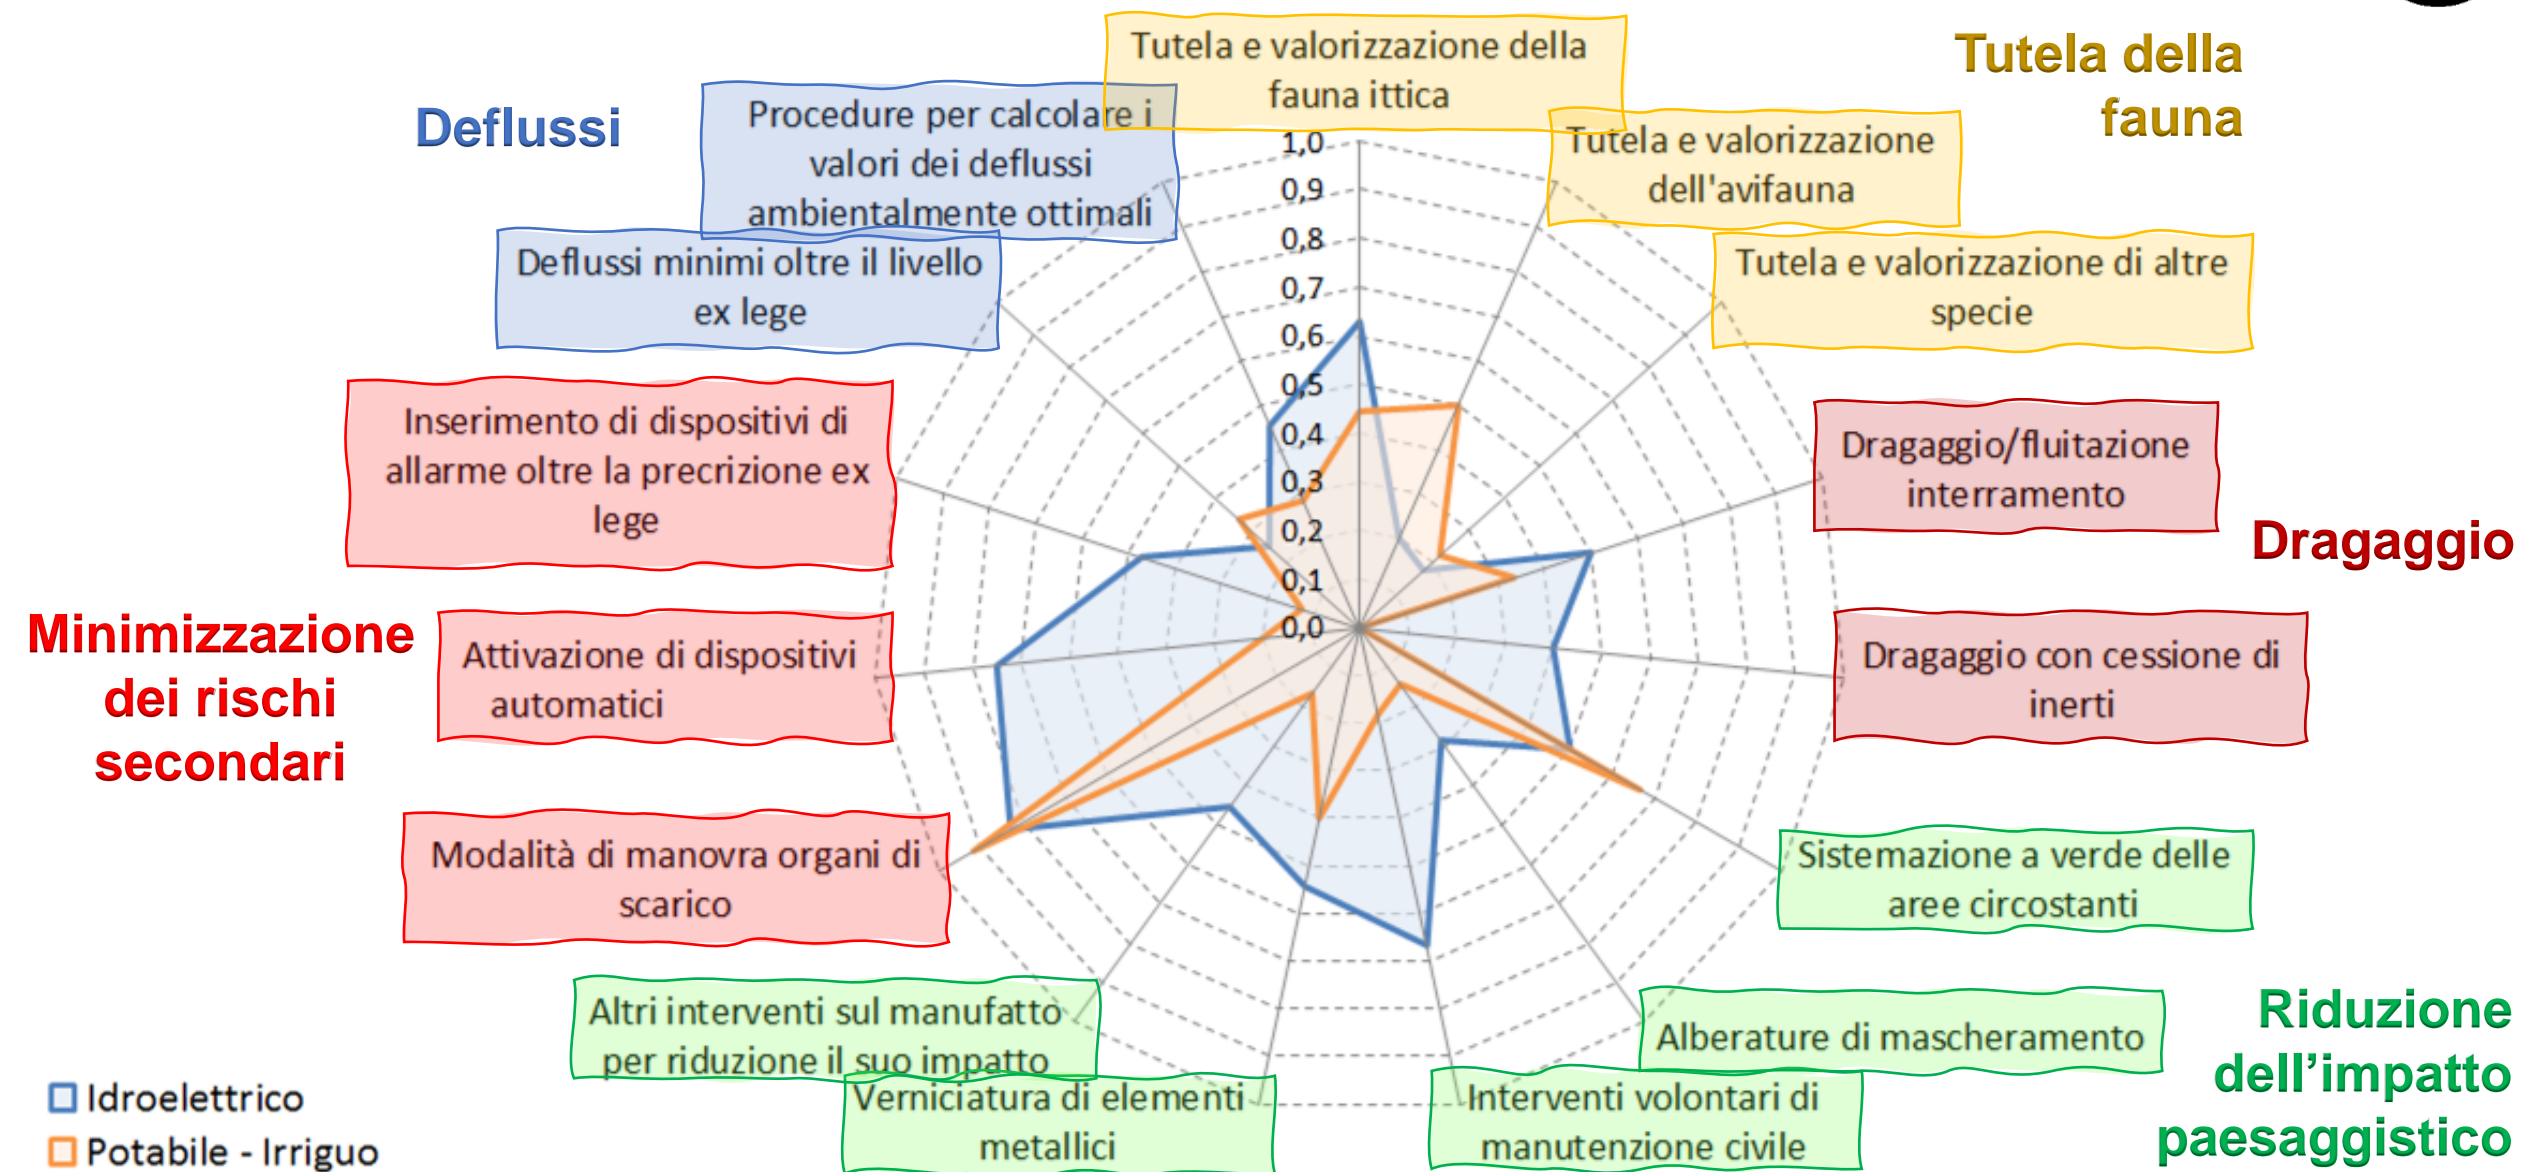 Tutela e valorizzazione della
fauna ittica
Tutela della
fauna
Deflussi
Procedure per calcolare i
valori dei deflussi
ambientalmente ottimali
Tutela e valorizzazione
dell'avifauna
Deflussi minimi oltre il livello
ex lege
Tutela e valorizzazione di altre
specie
1,0
0,9
0,8
0,7
0,6
0,5
0,4
0,3
0,2
0,1
0,0
Inserimento di dispositivi di
allarme oltre la precrizione ex
lege
Dragaggio/fluitazione
interramento
Dragaggio
Minimizzazione
dei rischi
secondari
Attivazione di dispositivi
automatici
Dragaggio con cessione di
inerti
Modalità di manovra organi di
scarico
Sistemazione a verde delle
aree circostanti
Altri interventi sul manufatto
per riduzione il suo impatto
Alberature di mascheramento
Riduzione
dell’impatto
paesaggistico
Verniciatura di elementi
metallici
Interventi volontari di
manutenzione civile
Idroelettrico
Potabile - Irriguo